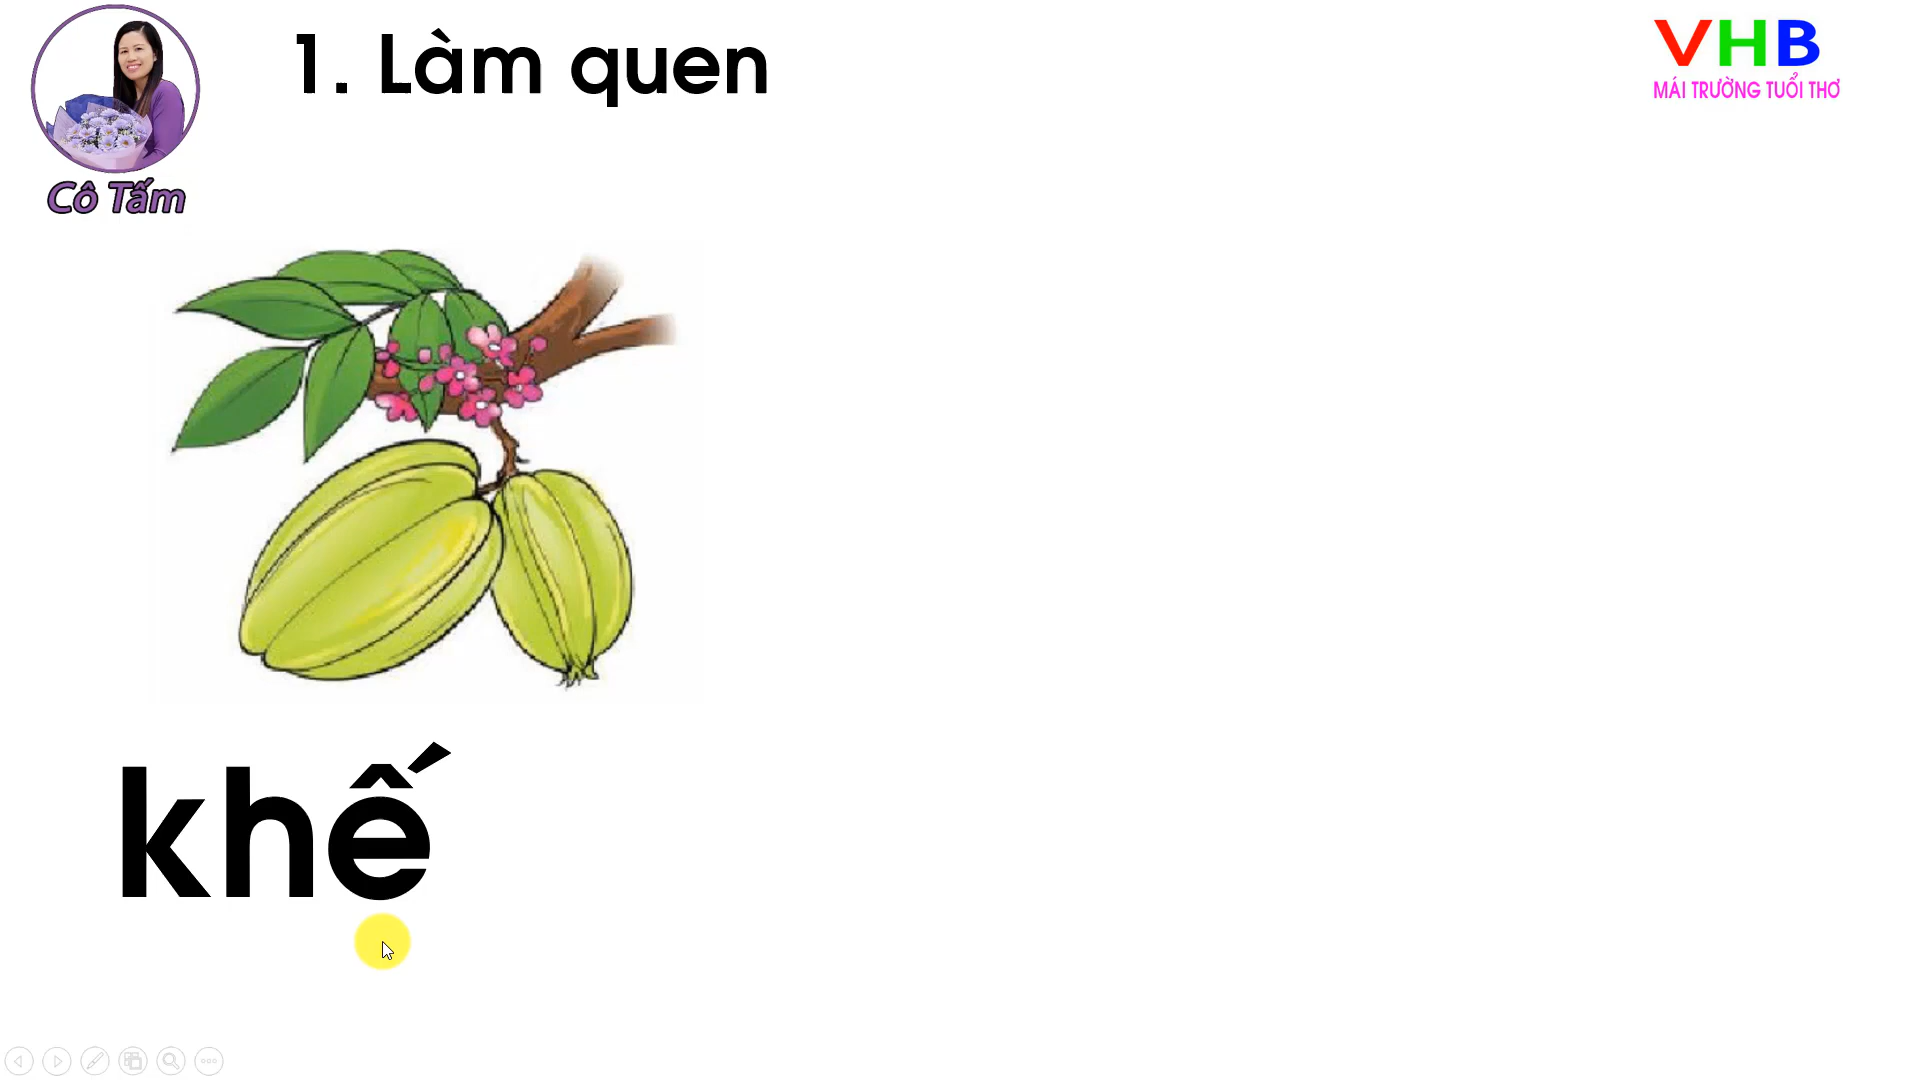 1. Làm quen
VHB
MÁI TRƯỜNG TUỔI THƠ
Cô Tấm
khế